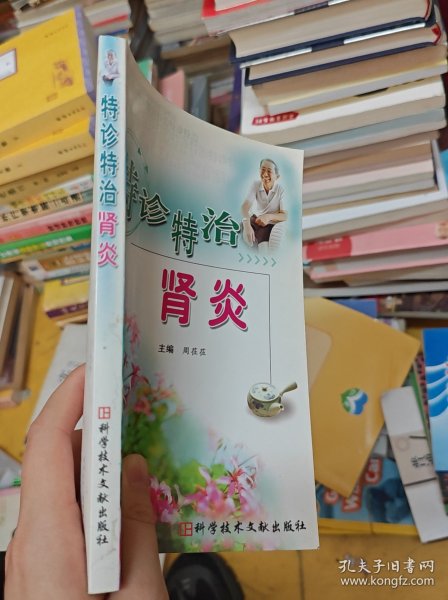 特诊特治
肾炎
科学技术文献出版社
特诊特治
肾炎
主编 周茌茌
科学技术文献出版社
孔夫子旧书网
www.kongfz.com